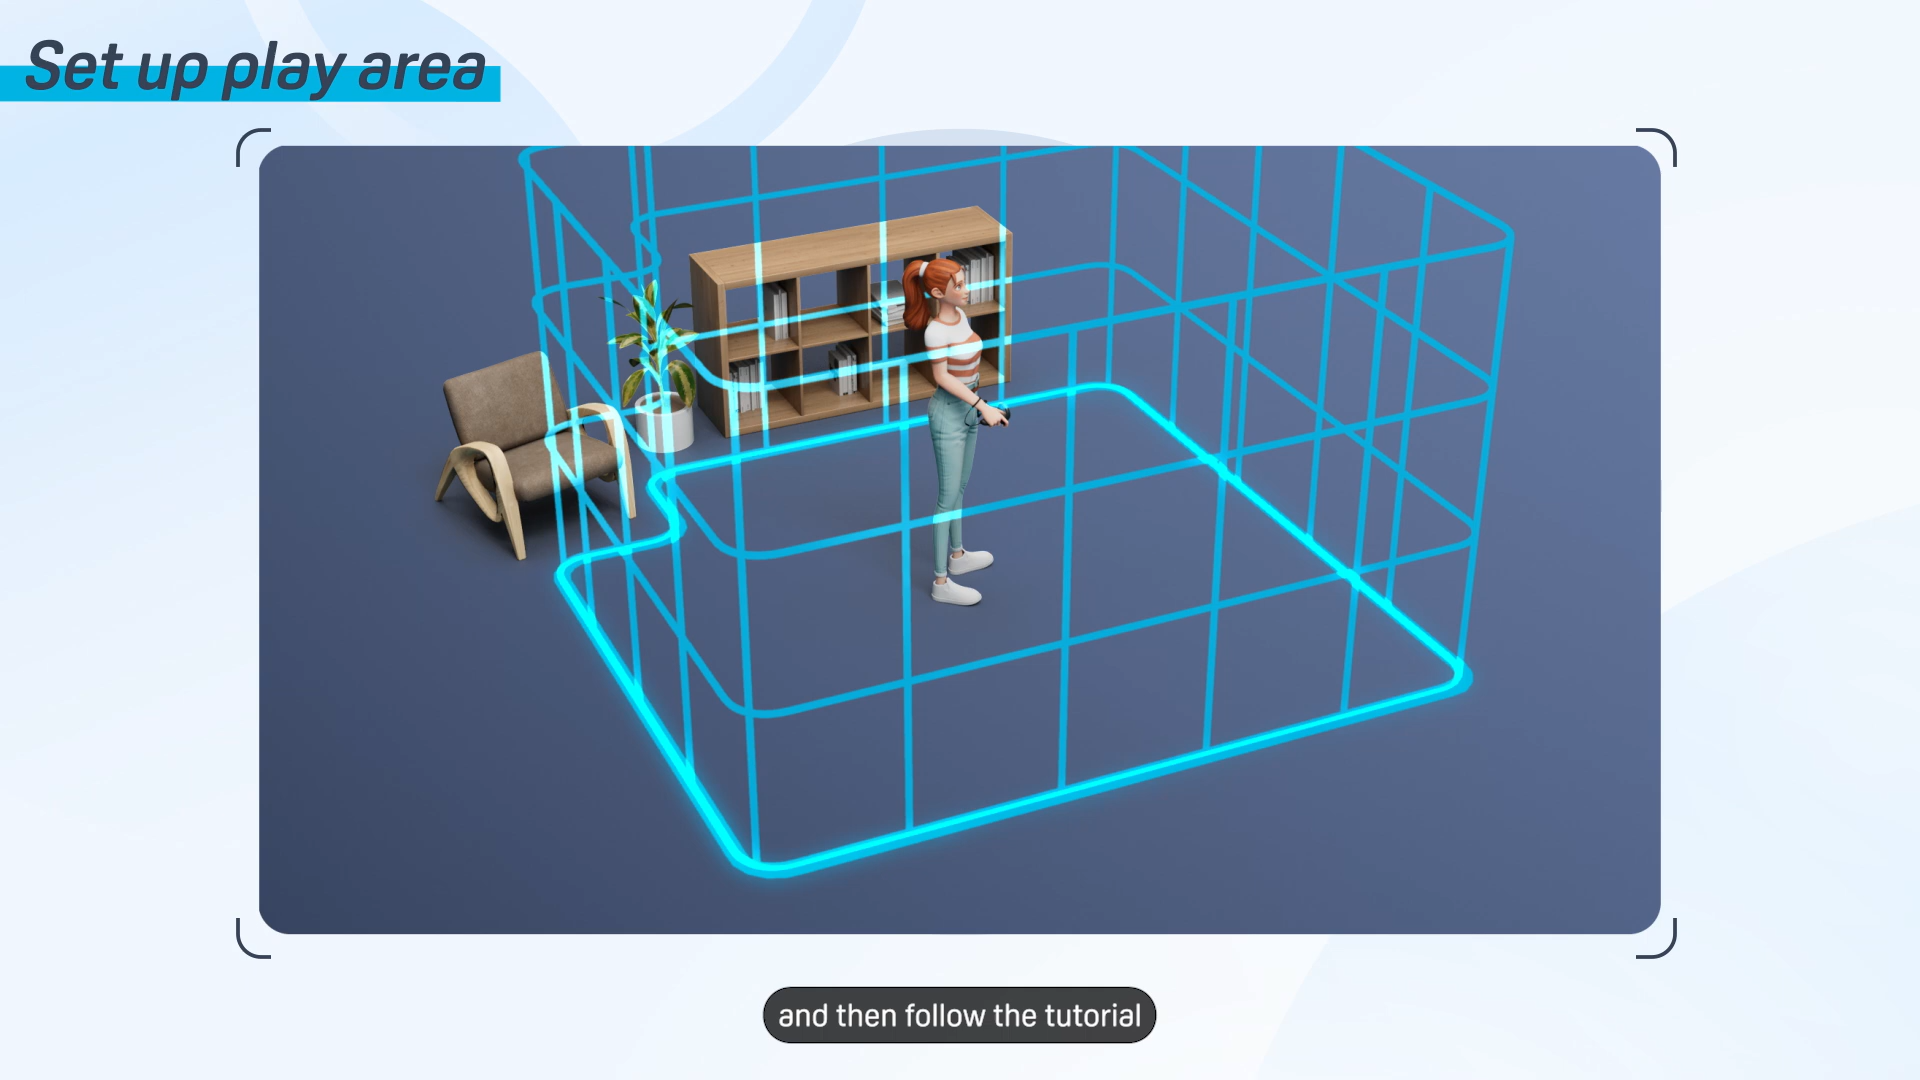 Set up play area
and then follow the tutorial